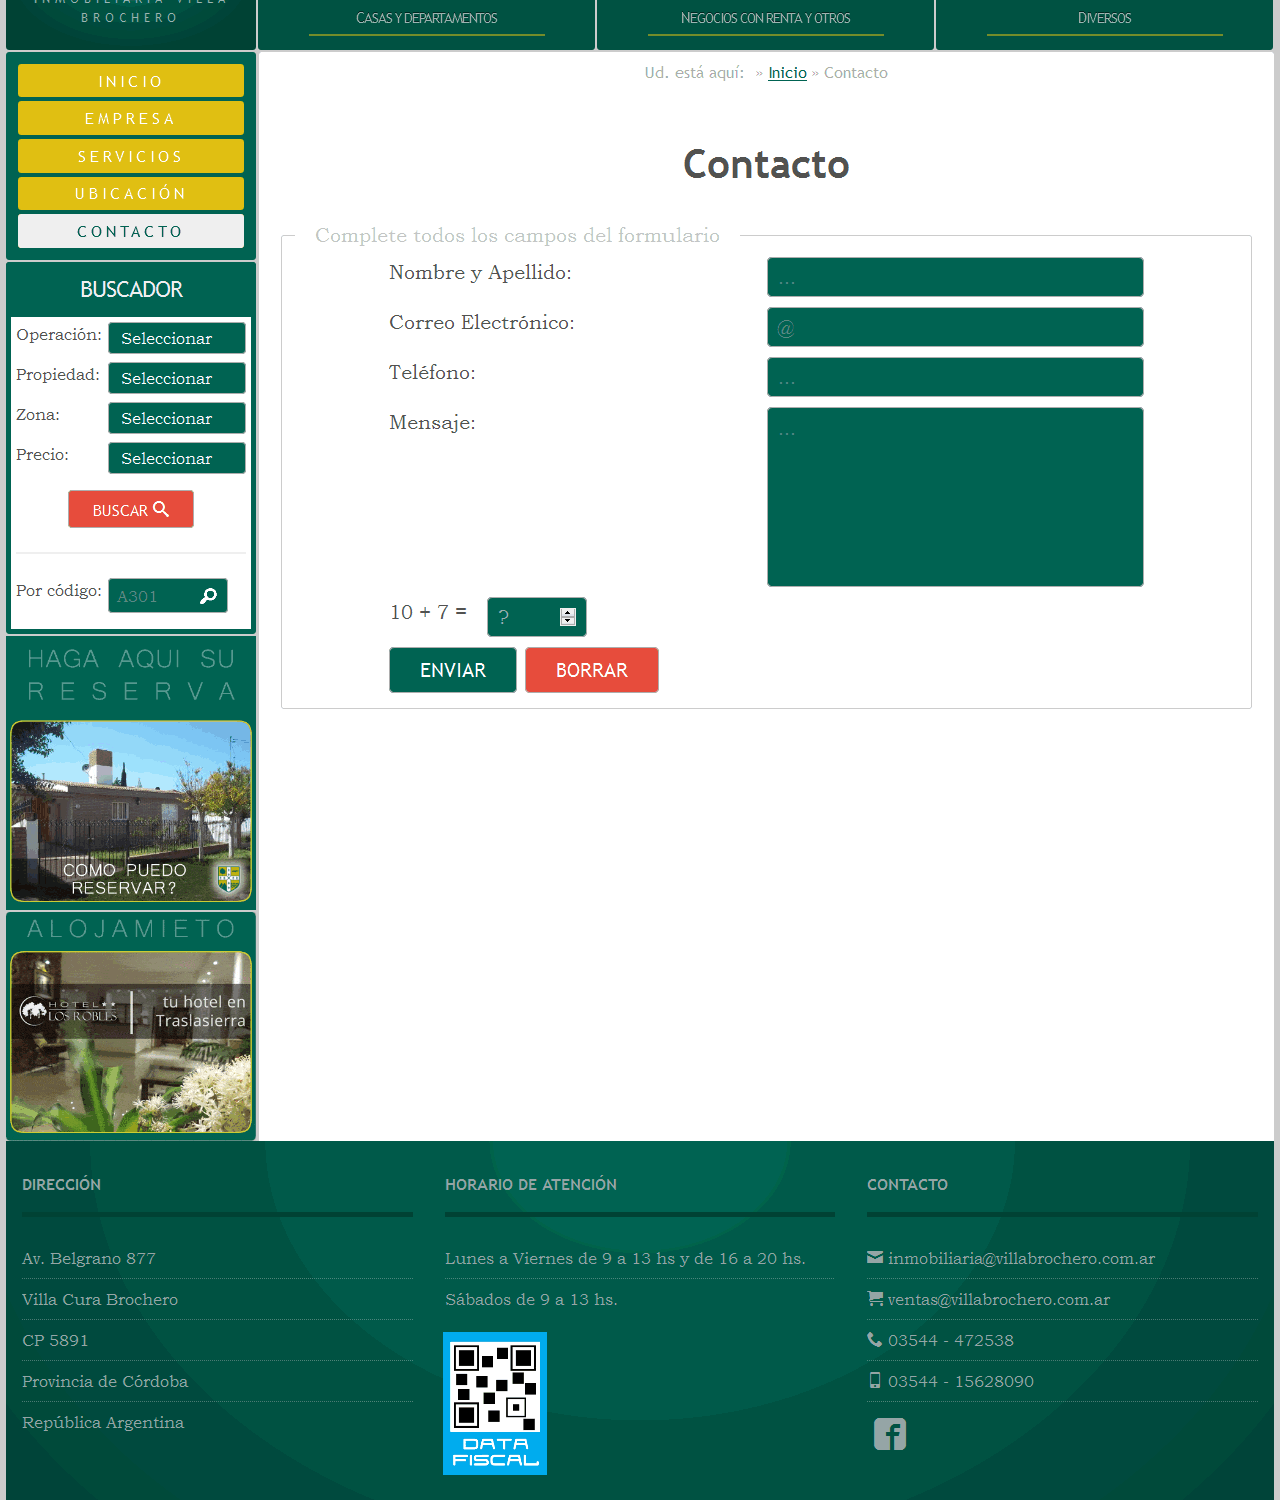 INMOBILIARIA VILLA
BROCHERO
CASAS Y DEPARTAMENTOS
NEGOCIOS CON RENTA Y OTROS
DIVERSOS
INICIO
EMPRESA
SERVICIOS
UBICACIÓN
CONTACTO
Ud. está aquí: » Inicio » Contacto
Contacto
Complete todos los campos del formulario
Nombre y Apellido:
...
Correo Electrónico:
@
Teléfono:
...
Mensaje:
...
10 + 7 =
?
ENVIAR
BORRAR
BUSCADOR
Operación:
Seleccionar
Propiedad:
Seleccionar
Zona:
Seleccionar
Precio:
Seleccionar
BUSCAR
Por código:
A301
HAGA AQUI SU
RESERVA
COMO PUEDO
RESERVAR?
ALOJAMIETO
HOTEL★★
LOS ROBLES
tu hotel en
Traslasierra
DIRECCIÓN
Av. Belgrano 877
Villa Cura Brochero
CP 5891
Provincia de Córdoba
República Argentina
HORARIO DE ATENCIÓN
Lunes a Viernes de 9 a 13 hs y de 16 a 20 hs.
Sábados de 9 a 13 hs.
DATA
FISCAL
CONTACTO
inmobiliaria@villabrochero.com.ar
ventas@villabrochero.com.ar
03544 - 472538
03544 - 15628090